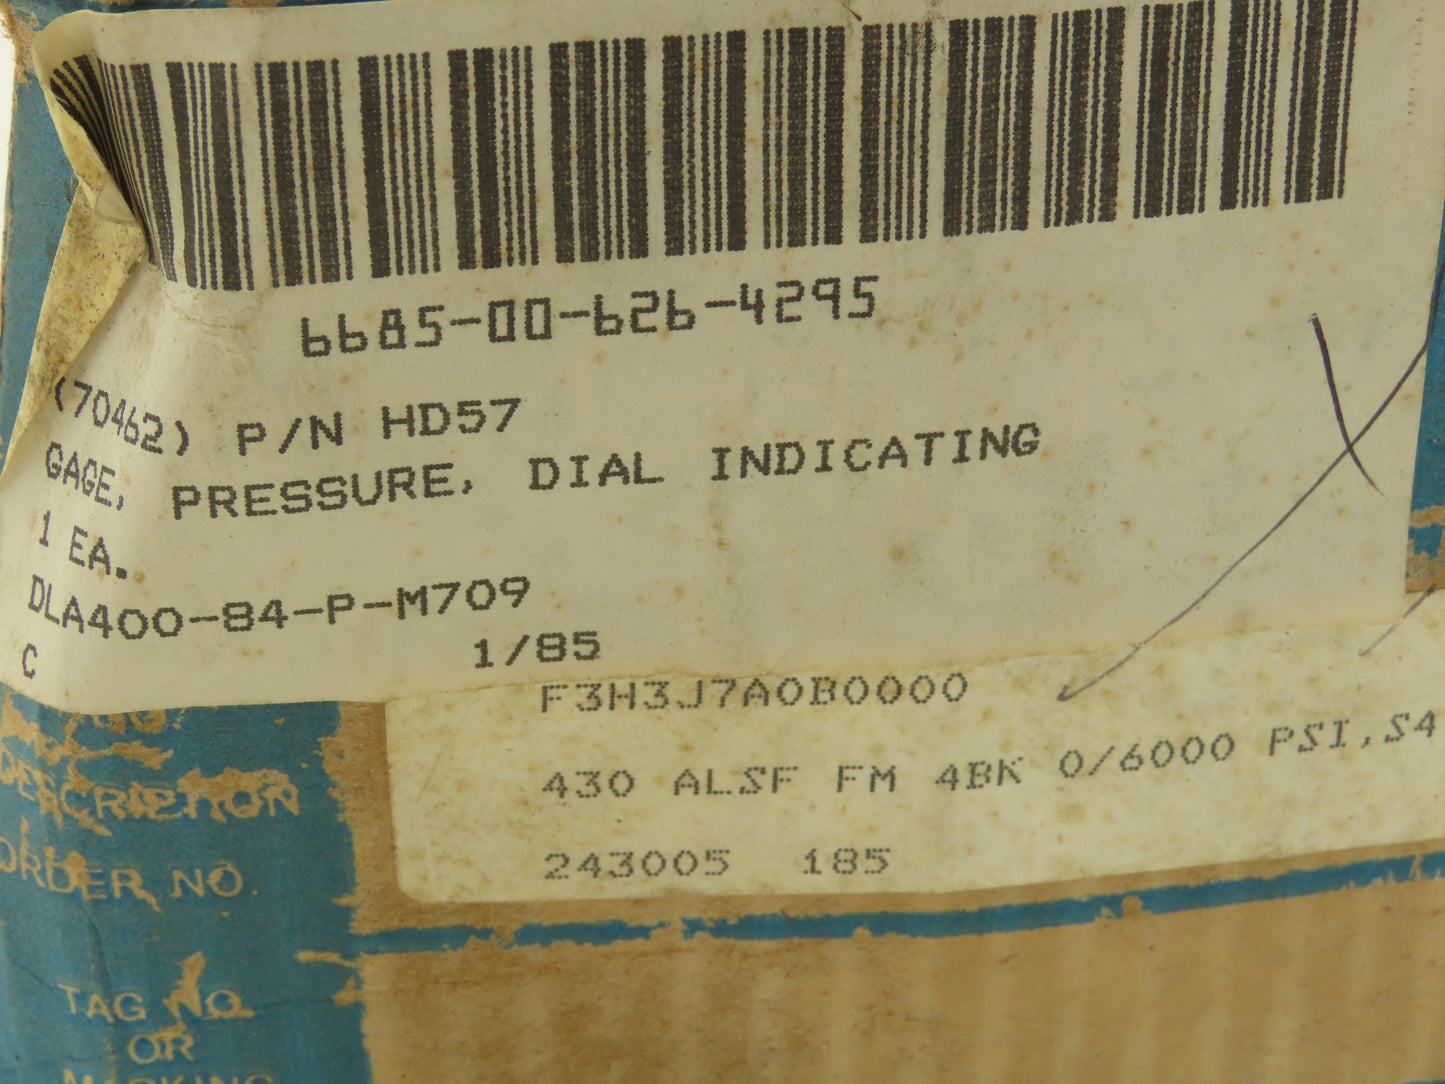 6685-00-626-4295
(70462) P/N HD57
GAGE, PRESSURE, DIAL INDICATING
1 EA.
DLA400-84-P-M709
C 1/85
F3H3J7A0B0000
430 ALSF FM 4BK 0/6000 PSI,S4
243005 185
DESCRIPTION
ORDER NO.
TAG NO.
OR
MARKING